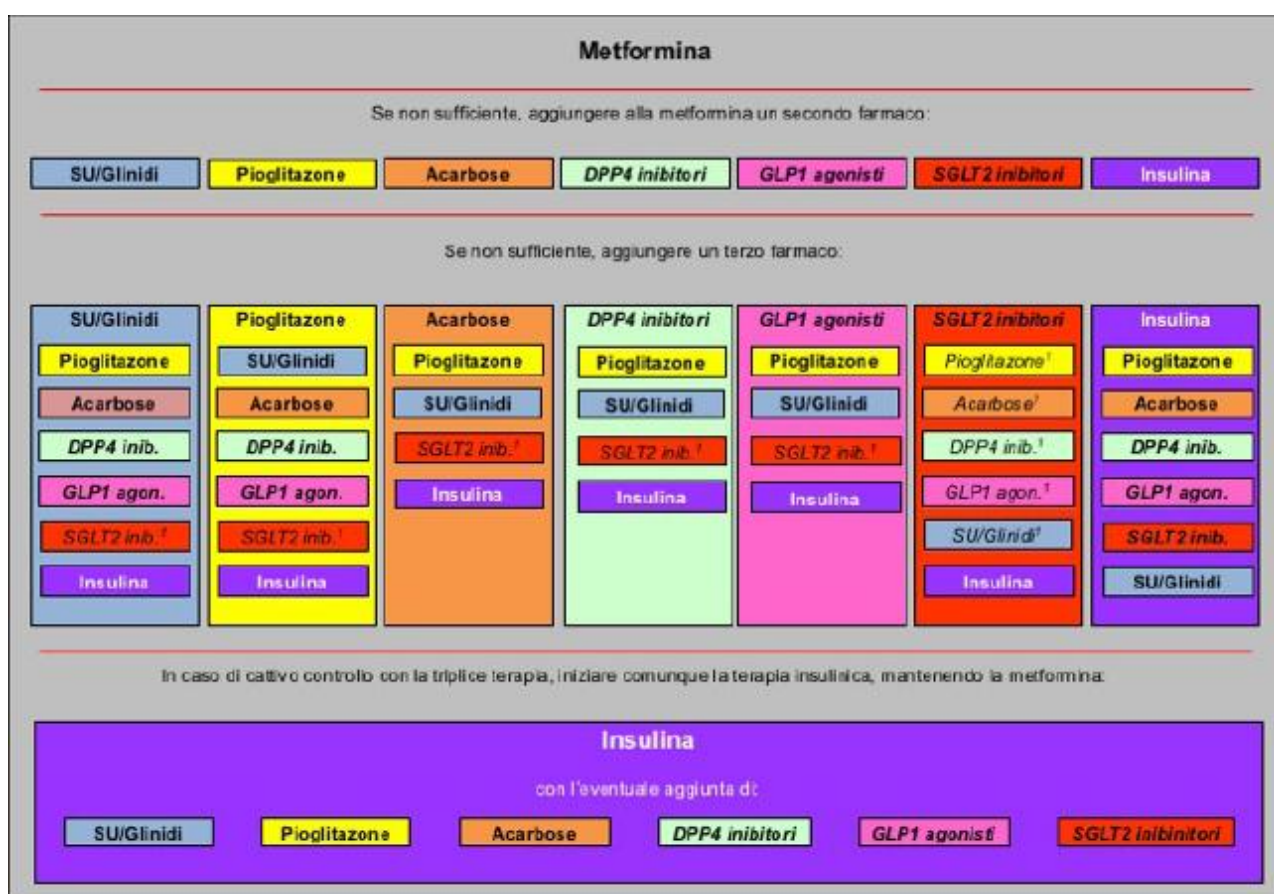 Metformina
Se non sufficiente, aggiungere alla metformina un secondo farmaco:
SU/Glinidi Pioglitazone Acarbose DPP4 inibitori GLP1 agonisti SGLT2 inibitori Insulina
Se non sufficiente, aggiungere un terzo farmaco:
SU/Glinidi
Pioglitazone
Acarbose
DPP4 inib.
GLP1 agon.
SGLT2 inib.¹
Insulina
Pioglitazone
SU/Glinidi
Acarbose
DPP4 inib.
GLP1 agon.
SGLT2 inib.¹
Insulina
Acarbose
Pioglitazone
SU/Glinidi
SGLT2 inib.¹
Insulina
DPP4 inibitori
Pioglitazone
SU/Glinidi
SGLT2 inib.¹
Insulina
GLP1 agonisti
Pioglitazone
SU/Glinidi
SGLT2 inib.¹
Insulina
SGLT2 inibitori
Pioglitazone¹
Acarbose¹
DPP4 inib.¹
GLP1 agon.¹
SU/Glinidi¹
Insulina
Insulina
Pioglitazone
Acarbose
DPP4 inib.
GLP1 agon.
SGLT2 inib.
SU/Glinidi
In caso di cattivo controllo con la triplice terapia, iniziare comunque la terapia insulinica, mantenendo la metformina:
Insulina
con l'eventuale aggiunta di:
SU/Glinidi Pioglitazone Acarbose DPP4 inibitori GLP1 agonisti SGLT2 inibinitori